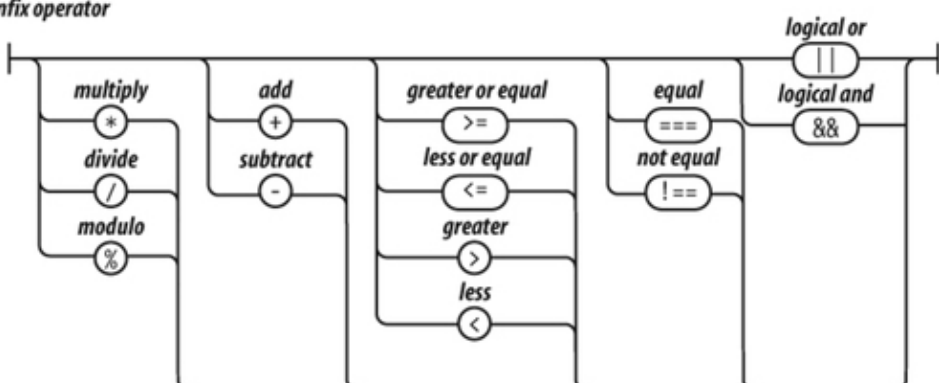 nfix operator
logical or
||
multiply
add
greater or equal
equal
logical and
*
+
>=
===
&&
divide
subtract
less or equal
not equal
/
-
<=
!==
modulo
greater
%
>
less
<